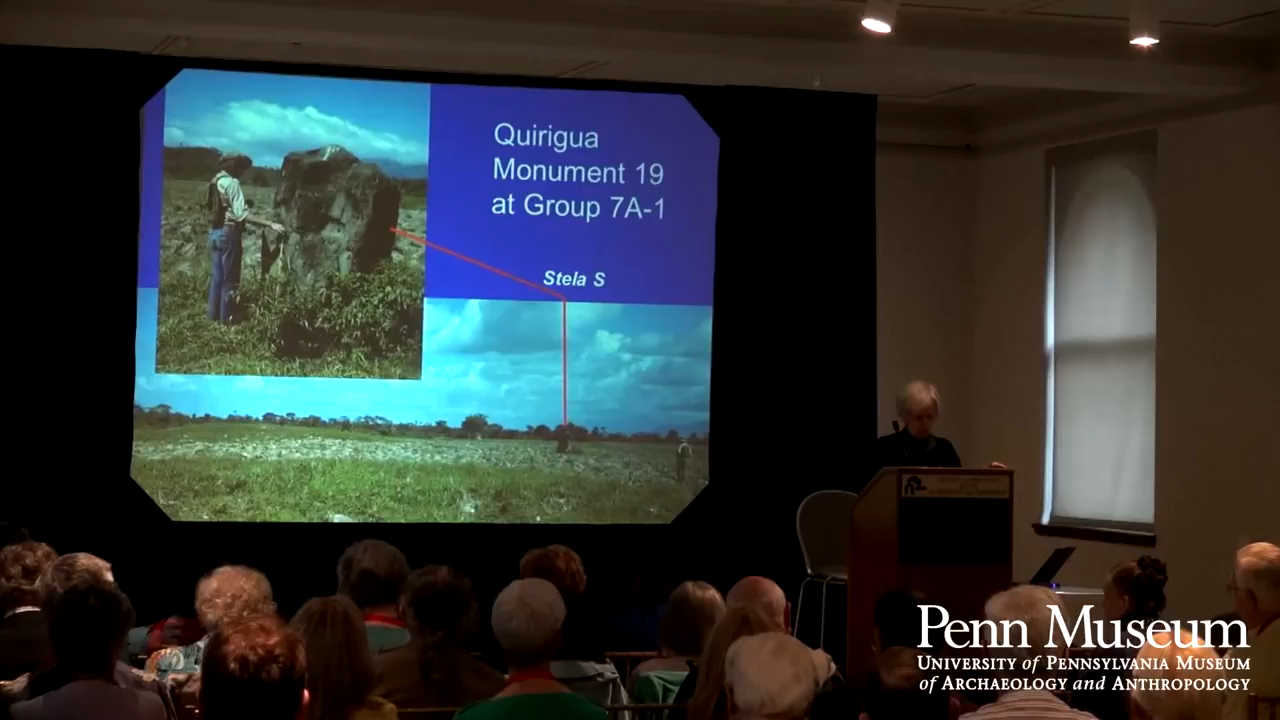 Quirigua
Monument 19
at Group 7A-1
Stela S
Penn Museum
University of Pennsylvania Museum
of Archaeology and Anthropology